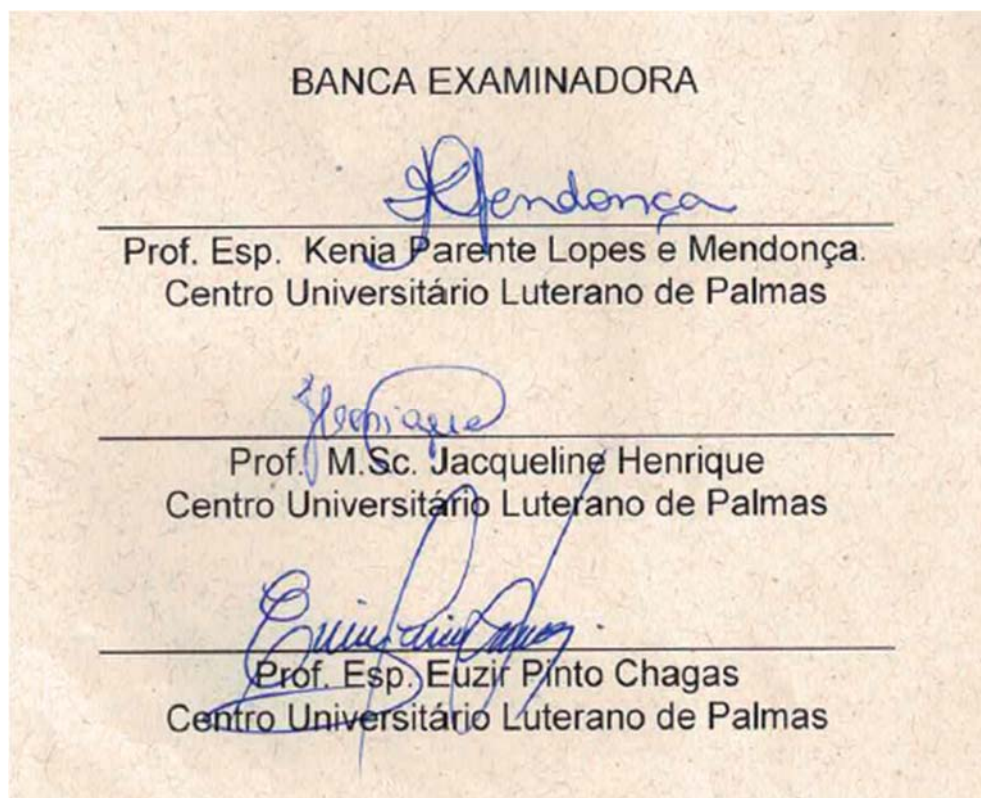 BANCA EXAMINADORA
Mendonça
Prof. Esp. Kenia Parente Lopes e Mendonça.
Centro Universitário Luterano de Palmas
Henrique
Prof. M.Sc. Jacqueline Henrique
Centro Universitário Luterano de Palmas
Prof. Esp. Euzir Pinto Chagas
Centro Universitário Luterano de Palmas